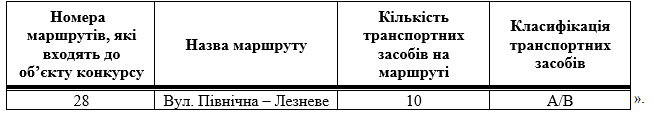 Номера
маршрутів, які
входять до
об’єкту конкурсу
Назва маршруту
Кількість
транспортних
засобів на
маршруті
Класифікація
транспортних
засобів
28
Вул. Північна – Лезневе
10
А/В
».